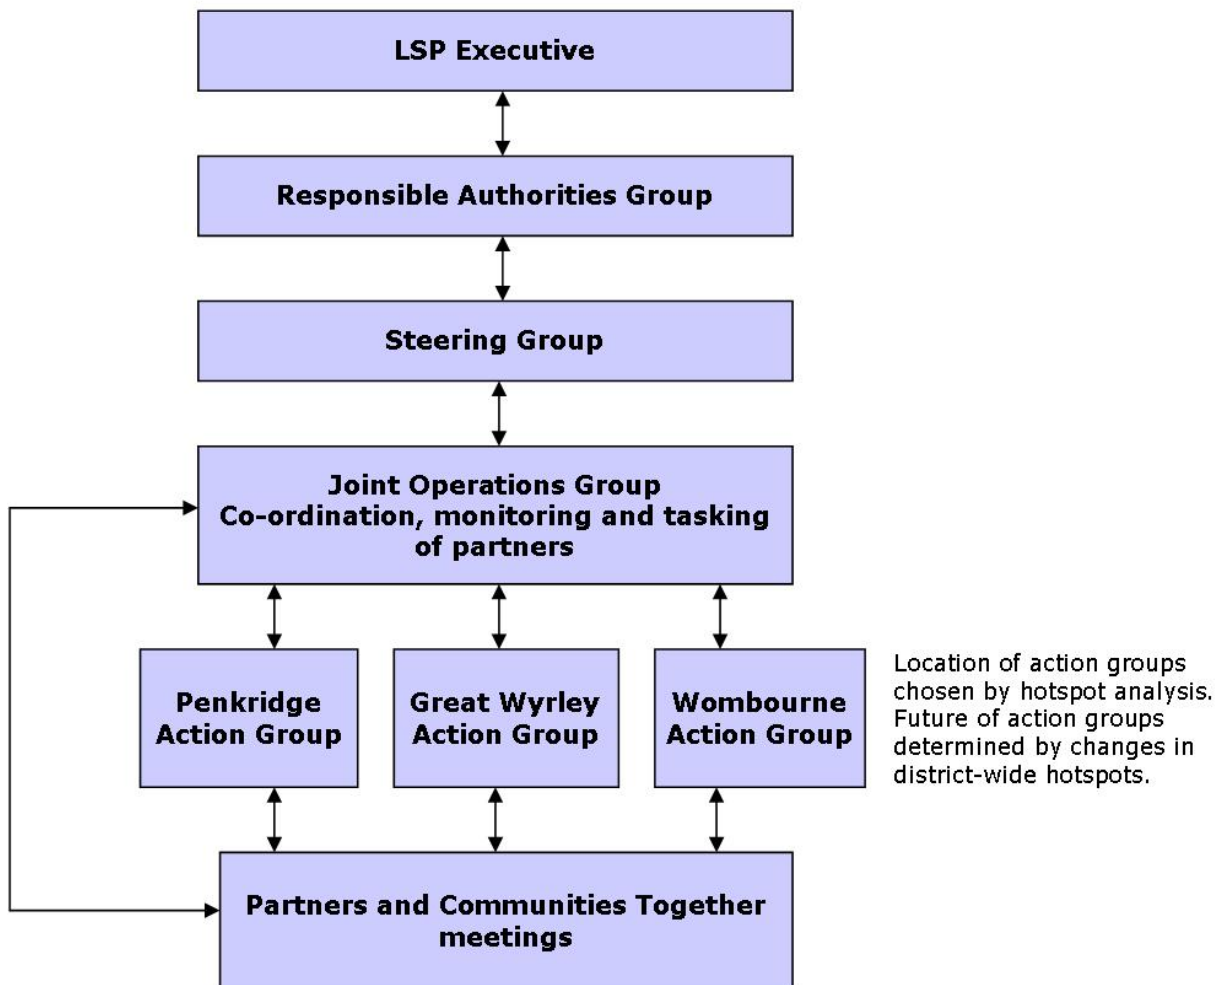 LSP Executive
Responsible Authorities Group
Steering Group
Joint Operations Group
Co-ordination, monitoring and tasking
of partners
Penkridge
Action Group
Great Wyrley
Action Group
Wombourne
Action Group
Location of action groups
chosen by hotspot analysis.
Future of action groups
determined by changes in
district-wide hotspots.
Partners and Communities Together
meetings